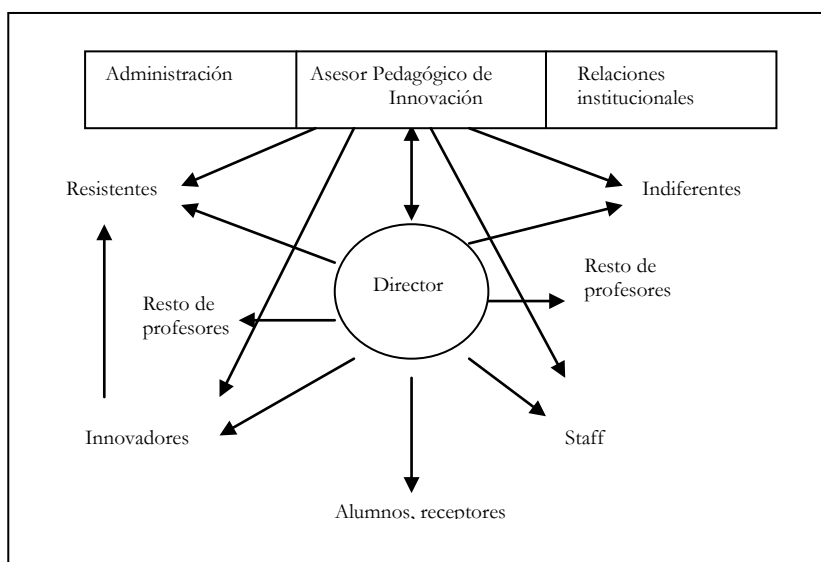 Administración
Asesor Pedagógico de
Innovación
Relaciones
institucionales
Resistentes
Indiferentes
Director
Resto de
profesores
Resto de
profesores
Innovadores
Staff
Alumnos, receptores